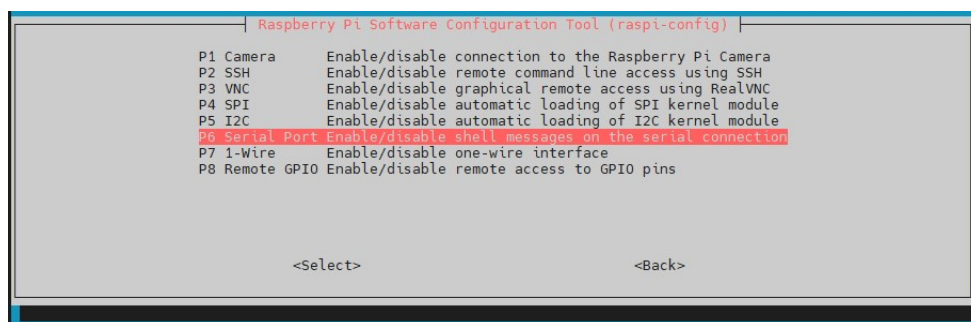 Raspberry Pi Software Configuration Tool (raspi-config)
P1 Camera Enable/disable connection to the Raspberry Pi Camera
P2 SSH Enable/disable remote command line access using SSH
P3 VNC Enable/disable graphical remote access using RealVNC
P4 SPI Enable/disable automatic loading of SPI kernel module
P5 I2C Enable/disable automatic loading of I2C kernel module
P6 Serial Port Enable/disable shell messages on the serial connection
P7 1-Wire Enable/disable one-wire interface
P8 Remote GPIO Enable/disable remote access to GPIO pins
<Select> <Back>